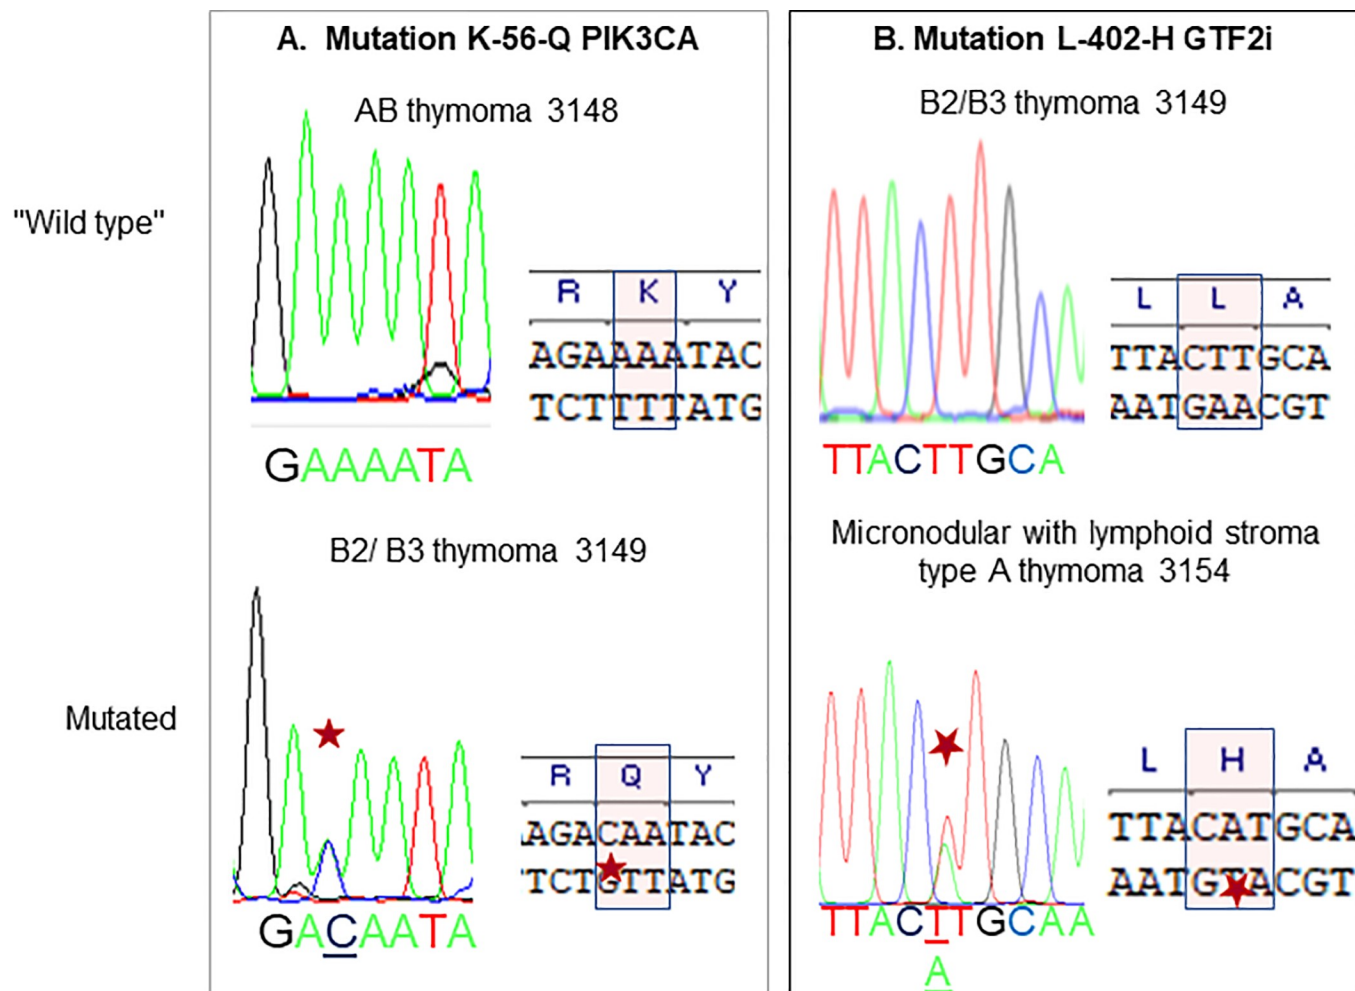 A. Mutation K-56-Q PIK3CA
AB thymoma 3148
"Wild type"
R K Y
AGAAAATAC
TCTTTTATG
GAAAATA
B2/ B3 thymoma 3149
Mutated
R Q Y
AGACAATAC
TCTGTTATG
GACAATA
B. Mutation L-402-H GTF2i
B2/B3 thymoma 3149
L L A
TTACTTGCA
AATGAACGT
TTACTTGCA
Micronodular with lymphoid stroma
type A thymoma 3154
L H A
TTACATGCA
AATGTACGT
TTACTTGCAA
A